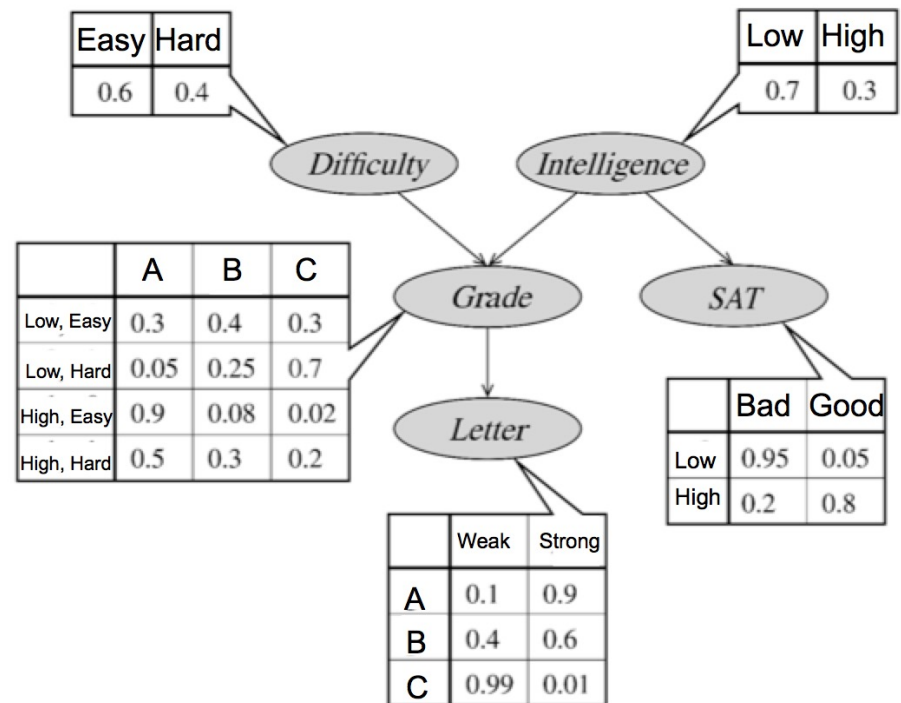 Easy Hard
0.6 0.4
Low High
0.7 0.3
Difficulty
Intelligence
A B C
Low, Easy 0.3 0.4 0.3
Low, Hard 0.05 0.25 0.7
High, Easy 0.9 0.08 0.02
High, Hard 0.5 0.3 0.2
Grade
SAT
Letter
Bad Good
Low 0.95 0.05
High 0.2 0.8
Weak Strong
A 0.1 0.9
B 0.4 0.6
C 0.99 0.01